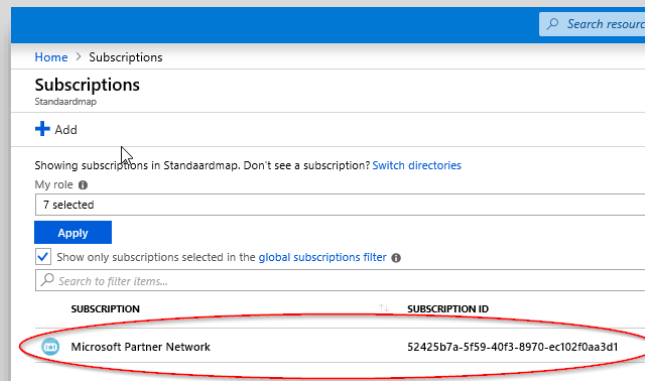 Search resourc
Home > Subscriptions
Subscriptions
Standaardmap
+ Add
Showing subscriptions in Standaardmap. Don't see a subscription? Switch directories
My role
7 selected
Apply
Show only subscriptions selected in the global subscriptions filter
Search to filter items...
SUBSCRIPTION SUBSCRIPTION ID
Microsoft Partner Network 52425b7a-5f59-40f3-8970-ec102f0aa3d1